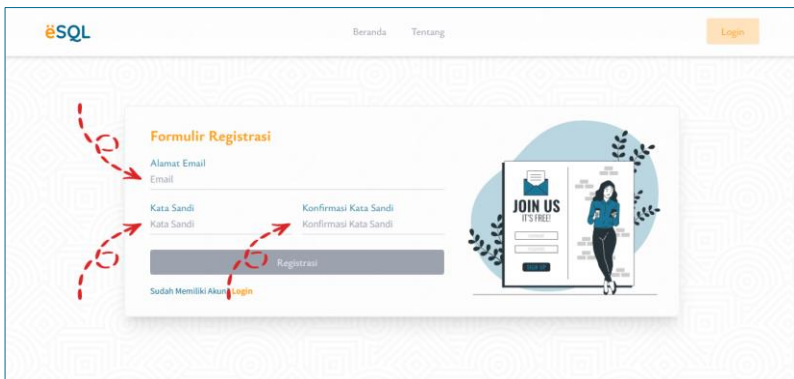 ëSQL
Beranda Tentang
Login
Formulir Registrasi
Alamat Email
Email
Kata Sandi Konfirmasi Kata Sandi
Kata Sandi Konfirmasi Kata Sandi
Registrasi
Sudah Memiliki Akun? Login
JOIN US
IT'S FREE!
SIGN UP